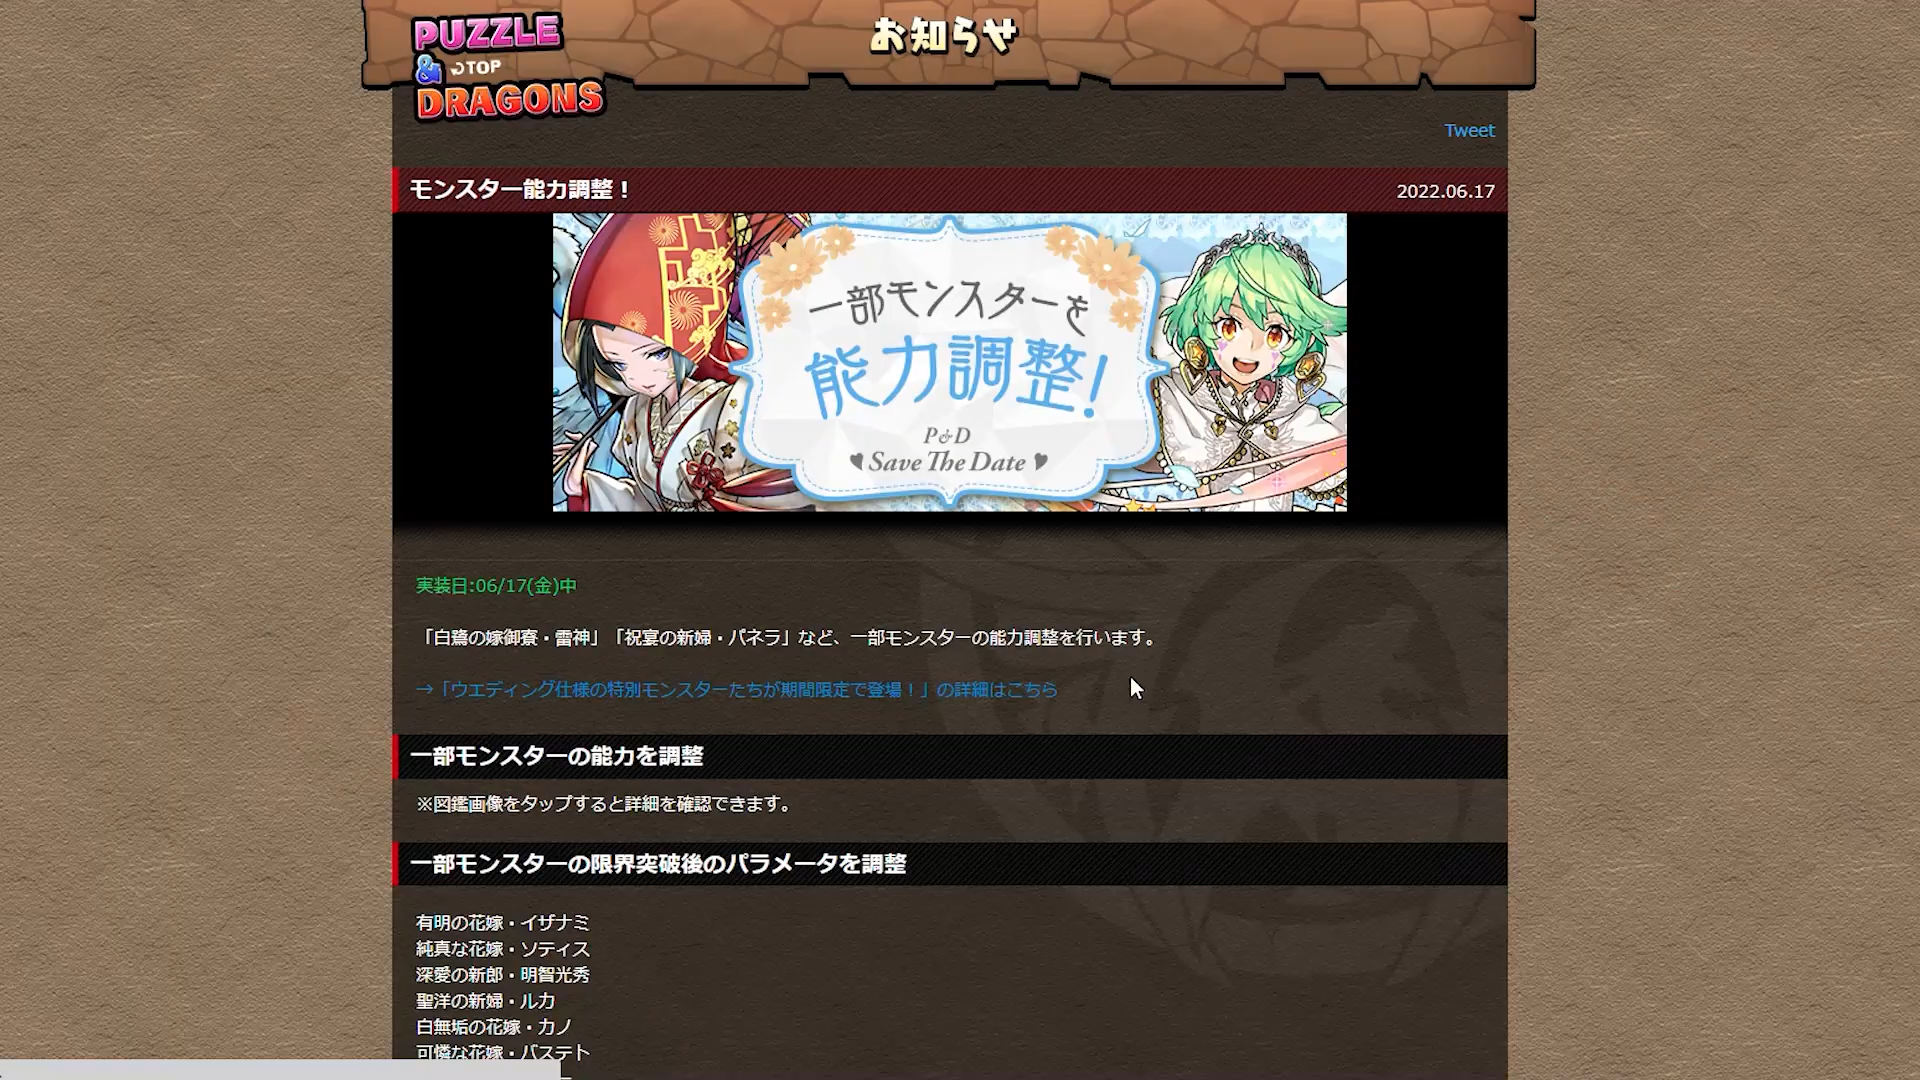 PUZZLE
& TOP
DRAGONS
お知らせ
Tweet
モンスター能力調整！
2022.06.17
一部モンスターを
能力調整!
P&D
Save The Date
実装日:06/17(金)中
「白鷺の嫁御寮・雷神」「祝宴の新婦・パネラ」など、一部モンスターの能力調整を行います。
→「ウエディング仕様の特別モンスターたちが期間限定で登場！」の詳細はこちら
一部モンスターの能力を調整
※図鑑画像をタップすると詳細を確認できます。
一部モンスターの限界突破後のパラメータを調整
有明の花嫁・イザナミ
純真な花嫁・ソティス
深愛の新郎・明智光秀
聖洋の新婦・ルカ
白無垢の花嫁・カノ
可憐な花嫁・バステト